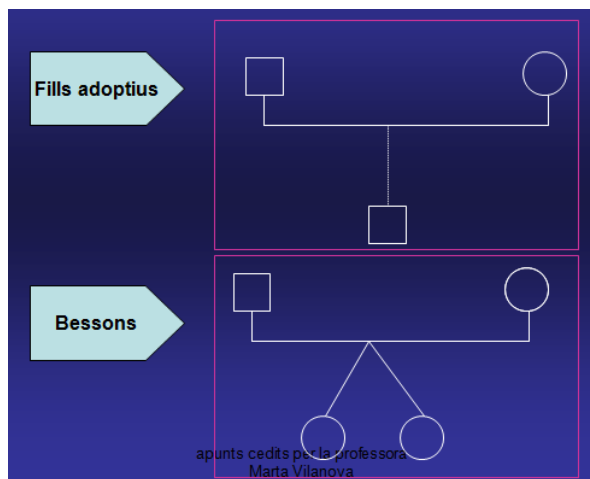 Fills adoptius
Bessons
apunts cedits per la professora
Marta Vilanova